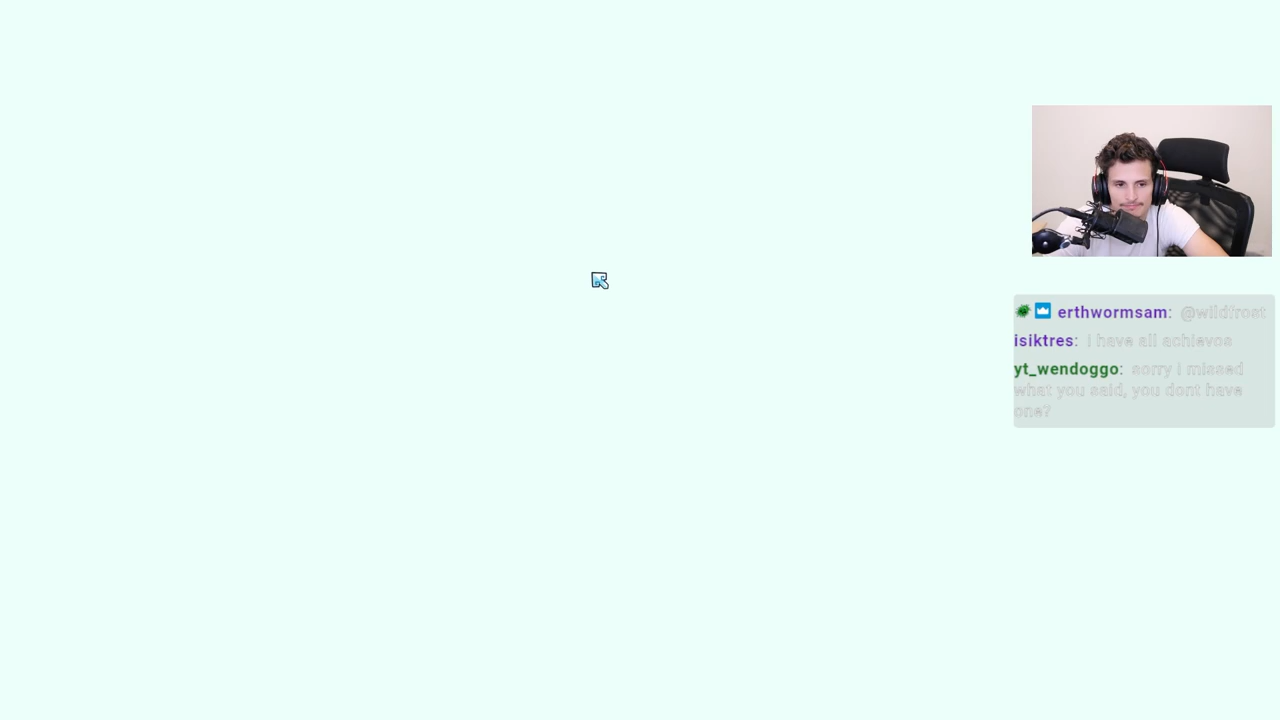 erthwormsam: @wildfrost
isiktres: I have all achievos
yt_wendoggo: sorry I missed
what you said, you dont have
one?